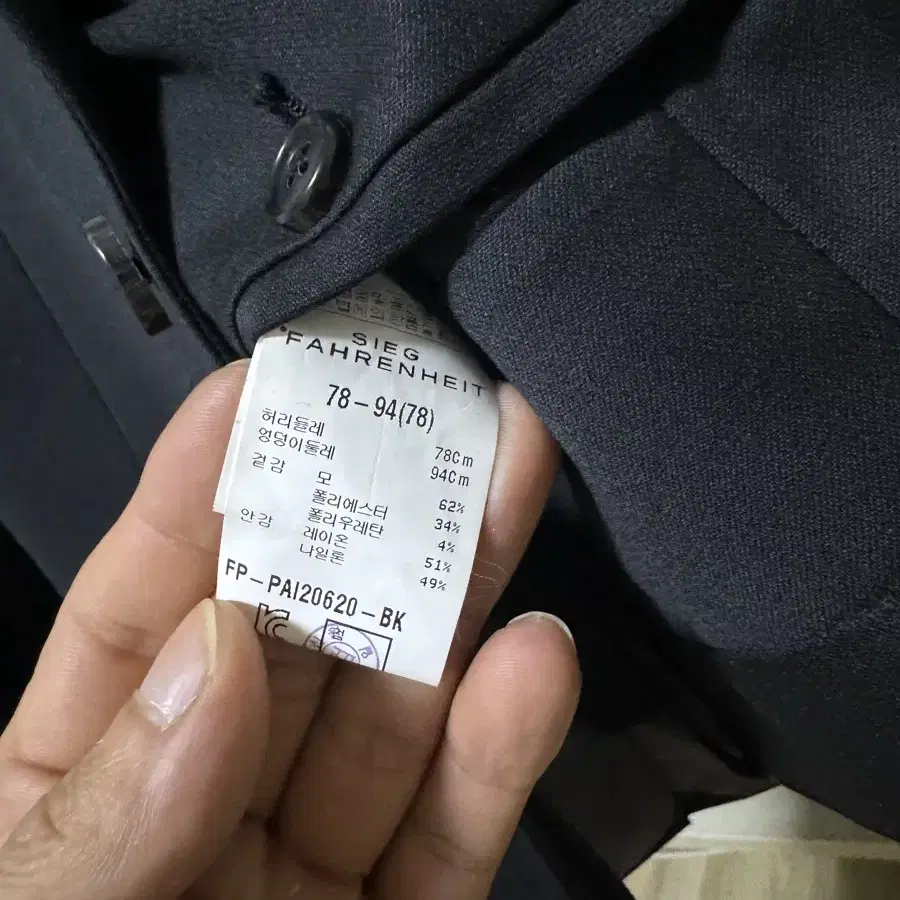 SIEG
FAHRENHEIT
78-94(78)
허리둘레 78Cm
엉덩이둘레 94Cm
겉감 모 62%
폴리에스터 34%
폴리우레탄 4%
안감 레이온 51%
나일론 49%
FP-PAI20620-BK